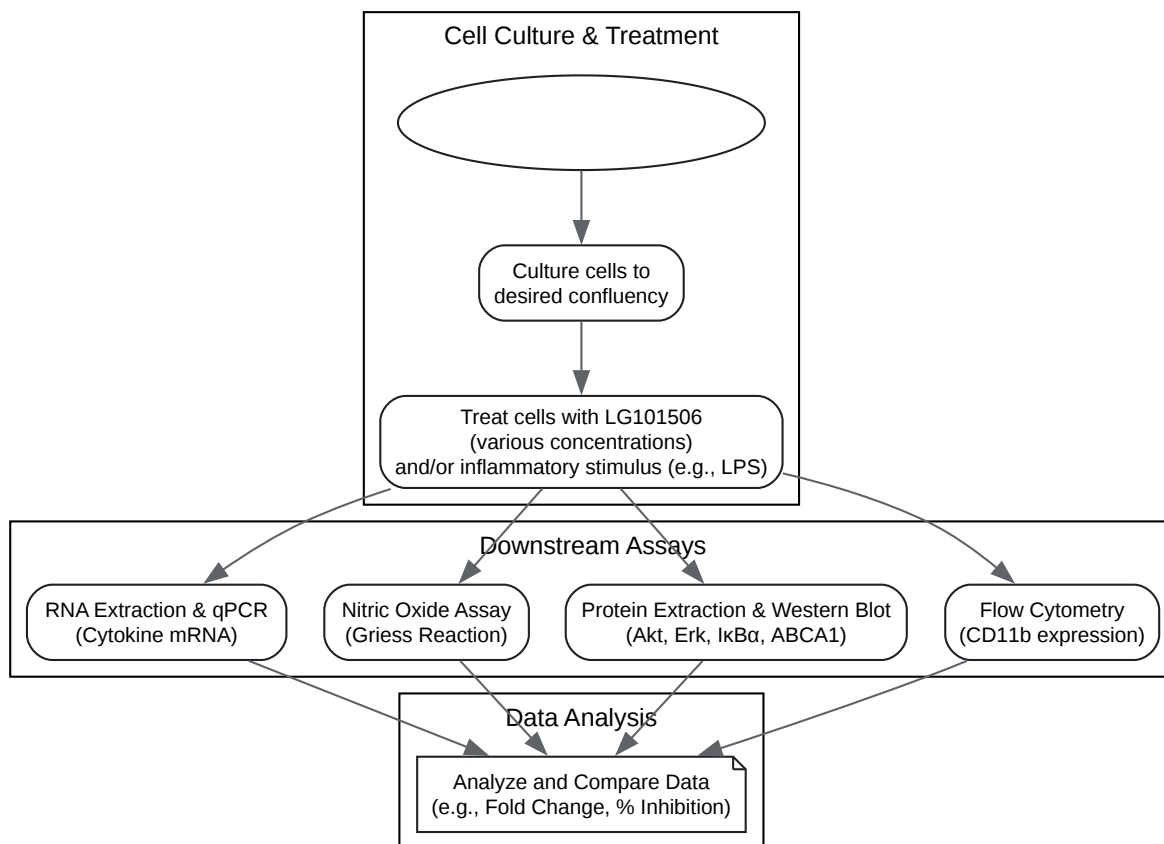 Cell Culture & Treatment
Culture cells to
desired confluency
Treat cells with LG101506
(various concentrations)
and/or inflammatory stimulus (e.g., LPS)
Downstream Assays
RNA Extraction & qPCR
(Cytokine mRNA)
Nitric Oxide Assay
(Griess Reaction)
Protein Extraction & Western Blot
(Akt, Erk, IκBα, ABCA1)
Flow Cytometry
(CD11b expression)
Data Analysis
Analyze and Compare Data
(e.g., Fold Change, % Inhibition)